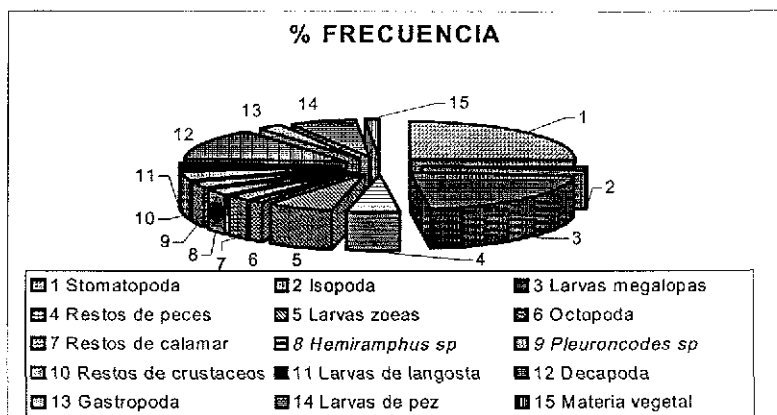 % FRECUENCIA
13
14
15
1
12
11
2
10
3
9
8
7
6
5
4
1 Stomatopoda
2 Isopoda
3 Larvas megalopas
4 Restos de peces
5 Larvas zoeas
6 Octopoda
7 Restos de calamar
8 Hemiramphus sp
9 Pleuroncodes sp
10 Restos de crustaceos
11 Larvas de langosta
12 Decapoda
13 Gastropoda
14 Larvas de pez
15 Materia vegetal